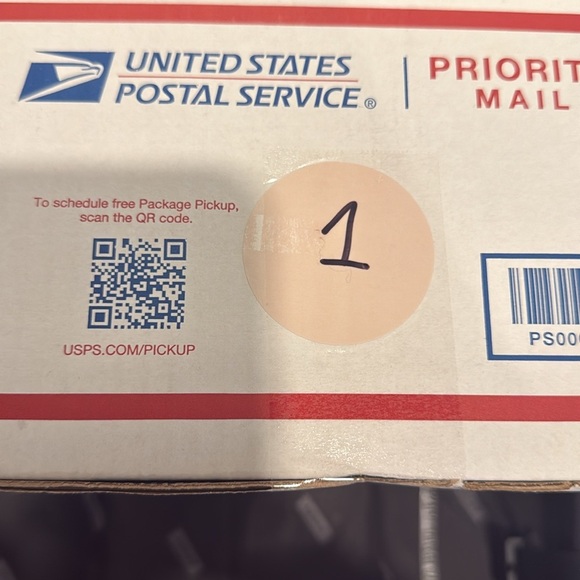 UNITED STATES
POSTAL SERVICE®
PRIORIT
MAIL
To schedule free Package Pickup,
scan the QR code.
USPS.COM/PICKUP
1
PS000